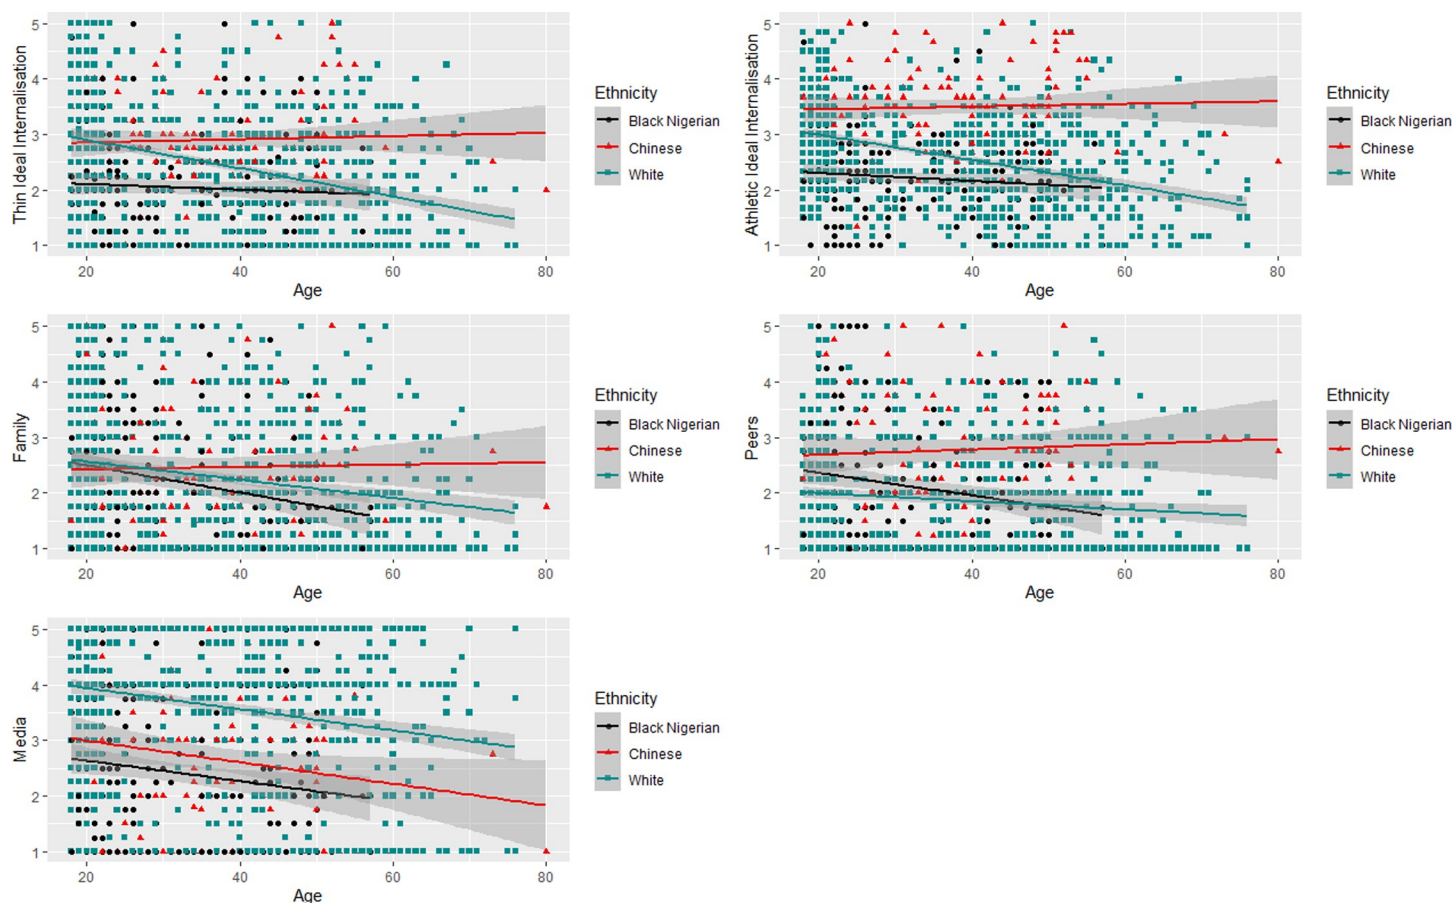 Thin Ideal Internalisation
5
4
3
2
1
20 40 60 80
Age
Ethnicity
Black Nigerian
Chinese
White
Athletic Ideal Internalisation
5
4
3
2
1
20 40 60 80
Age
Ethnicity
Black Nigerian
Chinese
White
Family
5
4
3
2
1
20 40 60 80
Age
Ethnicity
Black Nigerian
Chinese
White
Peers
5
4
3
2
1
20 40 60 80
Age
Ethnicity
Black Nigerian
Chinese
White
Media
5
4
3
2
1
20 40 60 80
Age
Ethnicity
Black Nigerian
Chinese
White